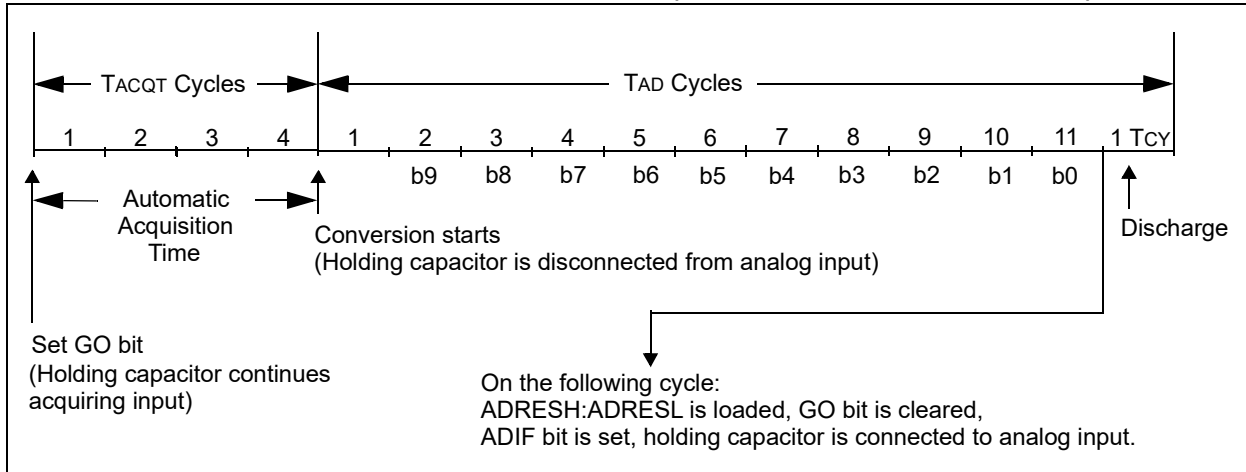 TACQT Cycles
TAD Cycles
1 2 3 4 1 2 3 4 5 6 7 8 9 10 11 1 TCY
b9 b8 b7 b6 b5 b4 b3 b2 b1 b0
Automatic
Acquisition
Time
Conversion starts
(Holding capacitor is disconnected from analog input)
Discharge
Set GO bit
(Holding capacitor continues
acquiring input)
On the following cycle:
ADRESH:ADRESL is loaded, GO bit is cleared,
ADIF bit is set, holding capacitor is connected to analog input.